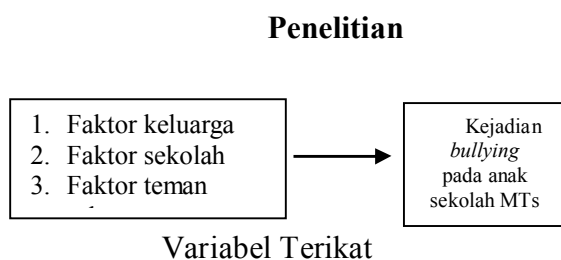 Penelitian
1. Faktor keluarga
2. Faktor sekolah
3. Faktor teman
Kejadian
bullying
pada anak
sekolah MTs
Variabel Terikat